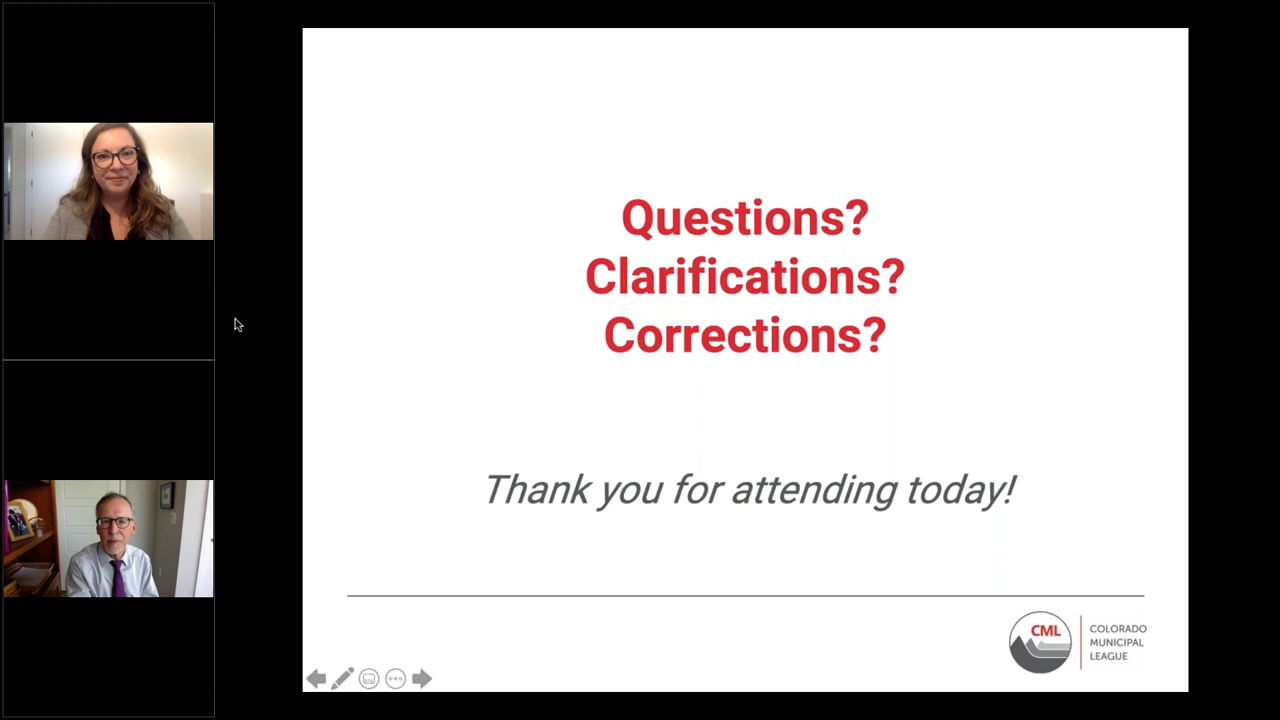 Questions?
Clarifications?
Corrections?
Thank you for attending today!
CML
COLORADO
MUNICIPAL
LEAGUE